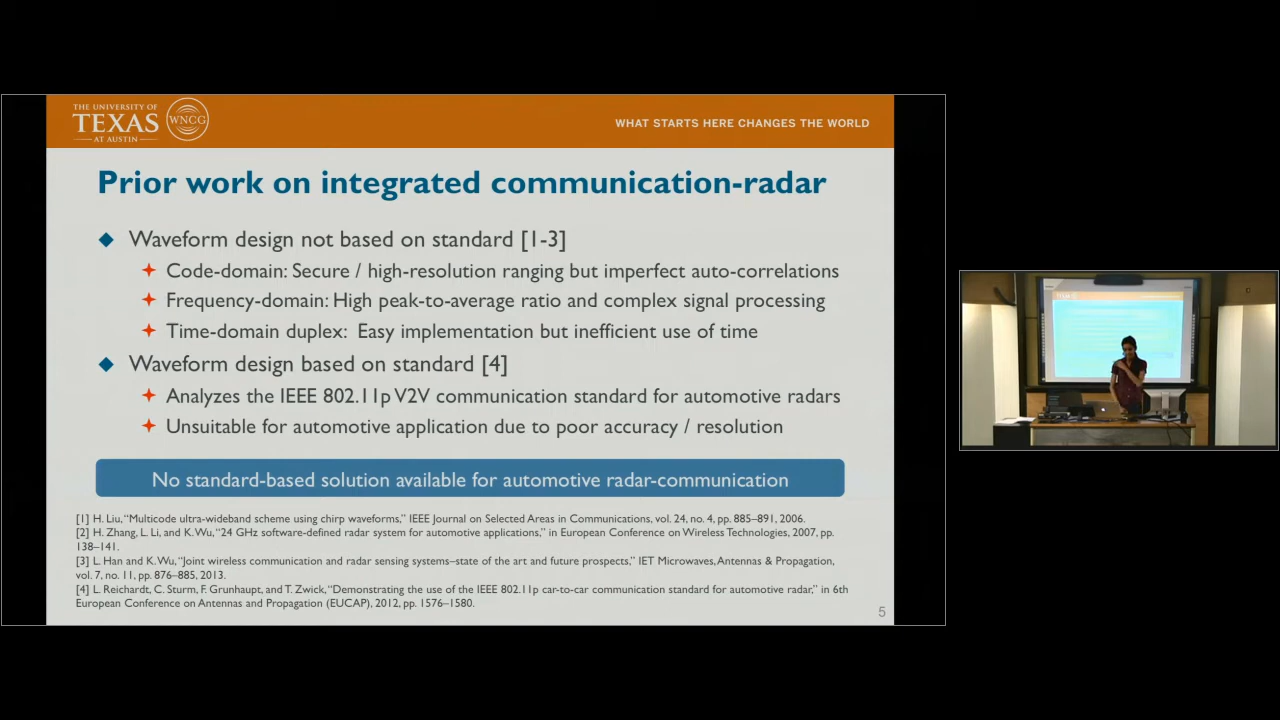 THE UNIVERSITY OF
TEXAS
AT AUSTIN
WNCG
WHAT STARTS HERE CHANGES THE WORLD
Prior work on integrated communication-radar
Waveform design not based on standard [1-3]
Code-domain: Secure / high-resolution ranging but imperfect auto-correlations
Frequency-domain: High peak-to-average ratio and complex signal processing
Time-domain duplex: Easy implementation but inefficient use of time
Waveform design based on standard [4]
Analyzes the IEEE 802.11p V2V communication standard for automotive radars
Unsuitable for automotive application due to poor accuracy / resolution
No standard-based solution available for automotive radar-communication
[1] H. Liu, “Multicode ultra-wideband scheme using chirp waveforms,” IEEE Journal on Selected Areas in Communications, vol. 24, no. 4, pp. 885–891, 2006.
[2] H. Zhang, L. Li, and K. Wu, “24 GHz software-defined radar system for automotive applications,” in European Conference on Wireless Technologies, 2007, pp.
138–141.
[3] L. Han and K. Wu, “Joint wireless communication and radar sensing systems–state of the art and future prospects,” IET Microwaves, Antennas & Propagation,
vol. 7, no. 11, pp. 876–885, 2013.
[4] L. Reichardt, C. Sturm, F. Grunhaupt, and T. Zwick, “Demonstrating the use of the IEEE 802.11p car-to-car communication standard for automotive radar,” in 6th
European Conference on Antennas and Propagation (EUCAP), 2012, pp. 1576–1580.
5